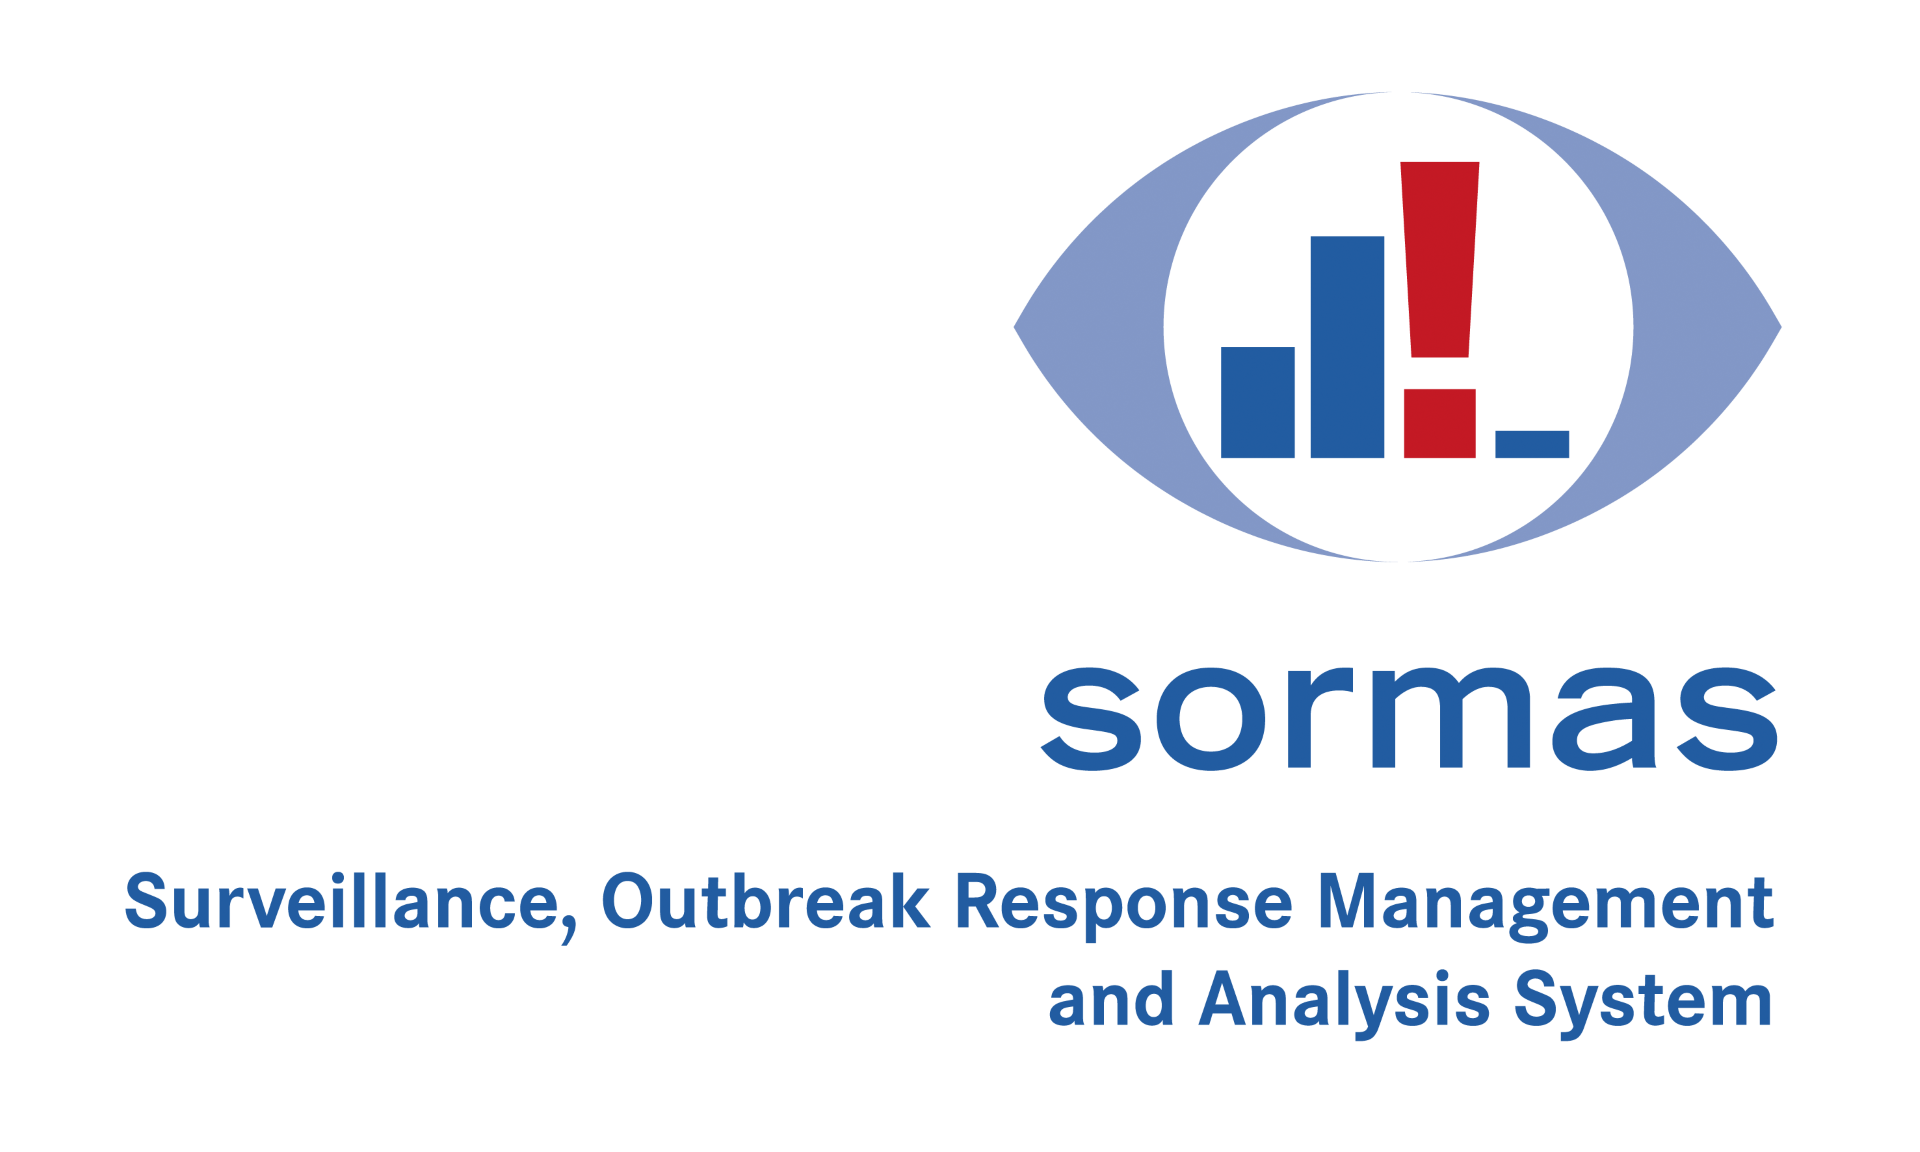 sormas
Surveillance, Outbreak Response Management
and Analysis System